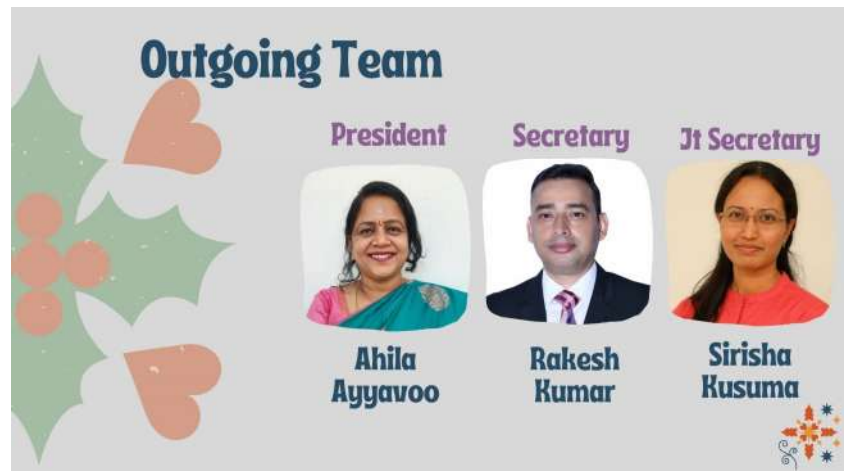 Outgoing Team
President
Secretary
Jt Secretary
Ahila
Ayyavoo
Rakesh
Kumar
Sirisha
Kusuma